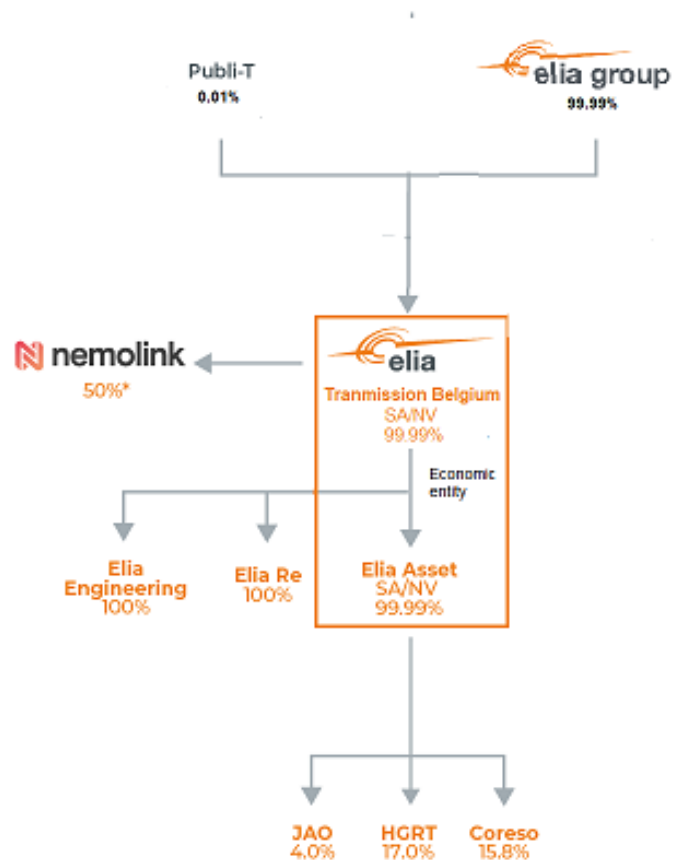 Publi-T
0,01%
elia group
99,99%
nemolink
50%*
elia
Tranmission Belgium
SA/NV
99.99%
Economic
entity
Elia
Engineering
100%
Elia Re
100%
Elia Asset
SA/NV
99.99%
JAO
4.0%
HGRT
17.0%
Coreso
15.8%